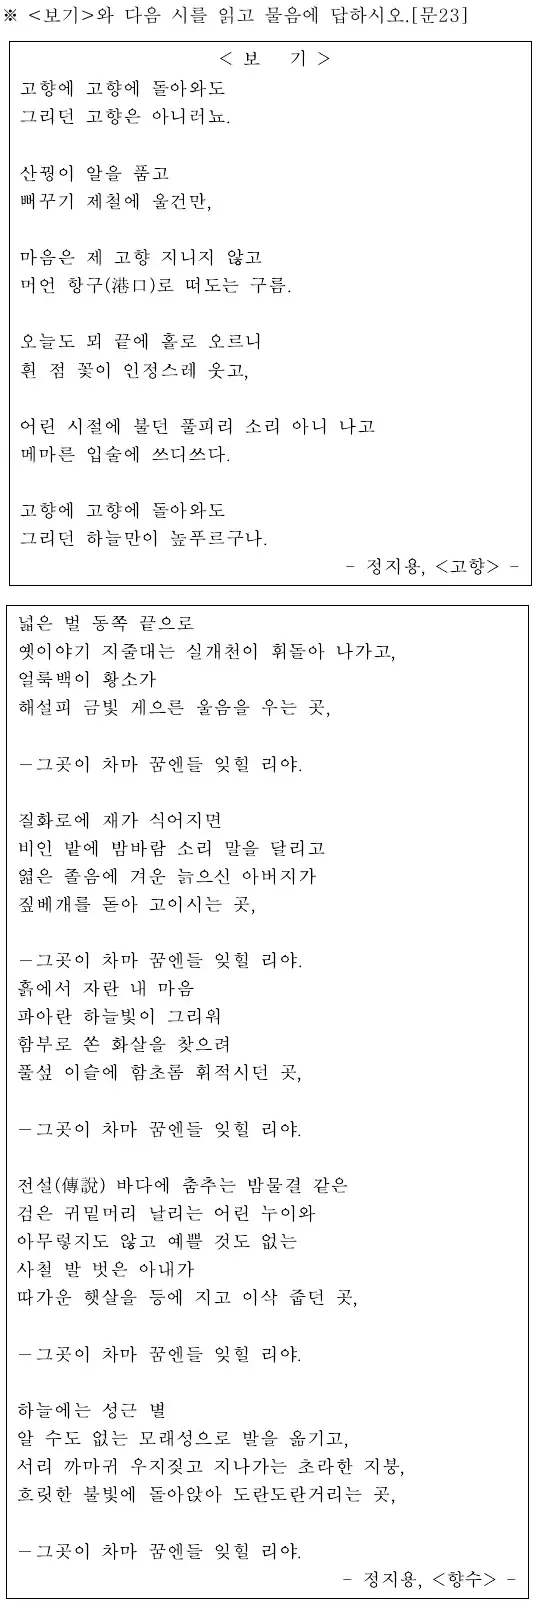 ※ <보기>와 다음 시를 읽고 물음에 답하시오.[문23]
< 보 기 >
고향에 고향에 돌아와도
그리던 고향은 아니러뇨.
산꿩이 알을 품고
뻐꾸기 제철에 울건만,
마음은 제 고향 지니지 않고
머언 항구(港口)로 떠도는 구름.
오늘도 뫼 끝에 홀로 오르니
흰 점 꽃이 인정스레 웃고,
어린 시절에 불던 풀피리 소리 아니 나고
메마른 입술에 쓰디쓰다.
고향에 고향에 돌아와도
그리던 하늘만이 높푸르구나.
- 정지용, <고향> -
넓은 벌 동쪽 끝으로
옛이야기 지줄대는 실개천이 휘돌아 나가고,
얼룩백이 황소가
해설피 금빛 게으른 울음을 우는 곳,
－그곳이 차마 꿈엔들 잊힐 리야.
질화로에 재가 식어지면
비인 밭에 밤바람 소리 말을 달리고
엷은 졸음에 겨운 늙으신 아버지가
짚베개를 돋아 고이시는 곳,
－그곳이 차마 꿈엔들 잊힐 리야.
흙에서 자란 내 마음
파아란 하늘빛이 그리워
함부로 쏜 화살을 찾으려
풀섶 이슬에 함초롬 휘적시던 곳,
－그곳이 차마 꿈엔들 잊힐 리야.
전설(傳說) 바다에 춤추는 밤물결 같은
검은 귀밑머리 날리는 어린 누이와
아무렇지도 않고 예쁠 것도 없는
사철 발 벗은 아내가
따가운 햇살을 등에 지고 이삭 줍던 곳,
－그곳이 차마 꿈엔들 잊힐 리야.
하늘에는 성근 별
알 수도 없는 모래성으로 발을 옮기고,
서리 까마귀 우지짖고 지나가는 초라한 지붕,
흐릿한 불빛에 돌아앉아 도란도란거리는 곳,
－그곳이 차마 꿈엔들 잊힐 리야.
- 정지용, <향수> -